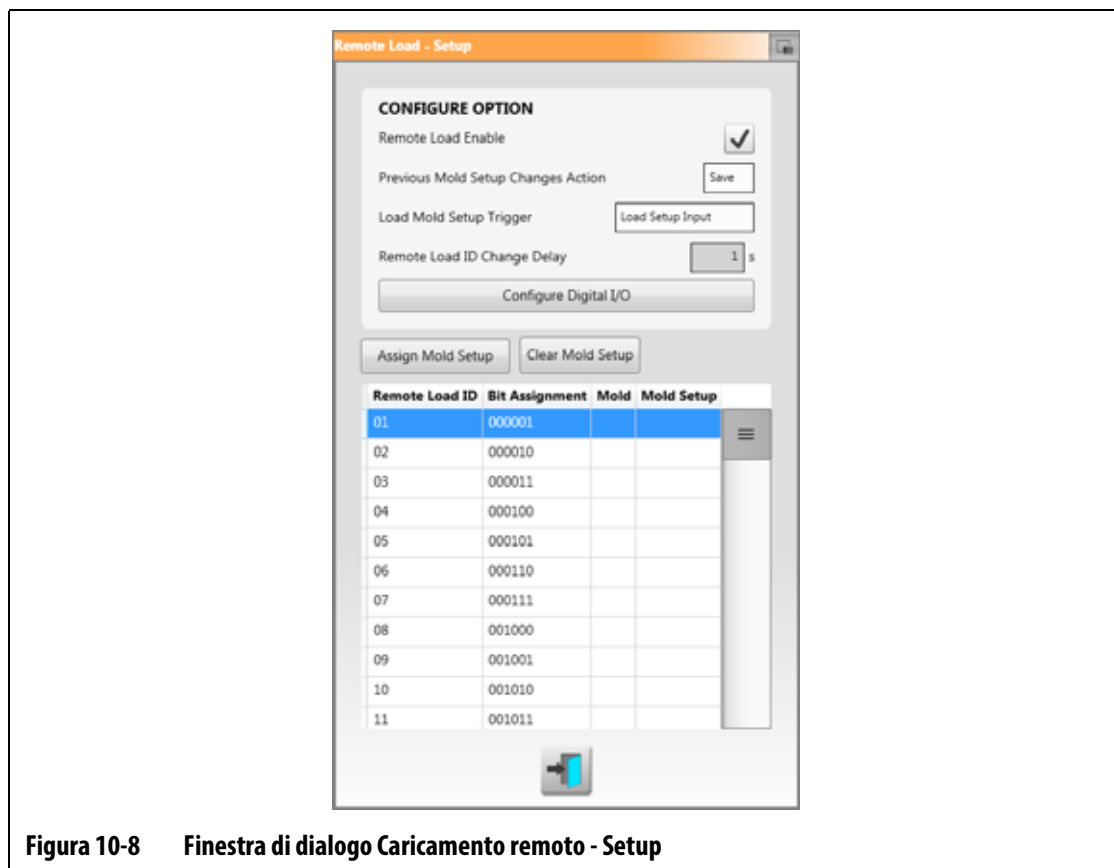 Remote Load - Setup
CONFIGURE OPTION
Remote Load Enable
Previous Mold Setup Changes Action Save
Load Mold Setup Trigger Load Setup Input
Remote Load ID Change Delay 1 s
Configure Digital I/O
Assign Mold Setup Clear Mold Setup
Remote Load ID Bit Assignment Mold Mold Setup
01 000001
02 000010
03 000011
04 000100
05 000101
06 000110
07 000111
08 001000
09 001001
10 001010
11 001011
Figura 10-8 Finestra di dialogo Caricamento remoto - Setup